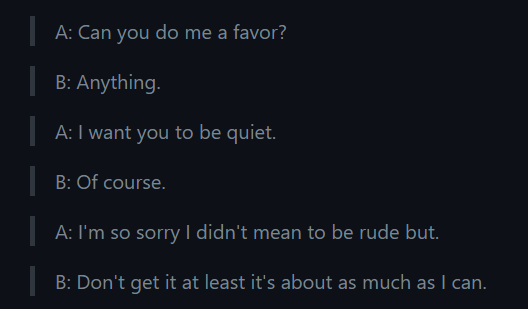 A: Can you do me a favor?
B: Anything.
A: I want you to be quiet.
B: Of course.
A: I'm so sorry I didn't mean to be rude but.
B: Don't get it at least it's about as much as I can.